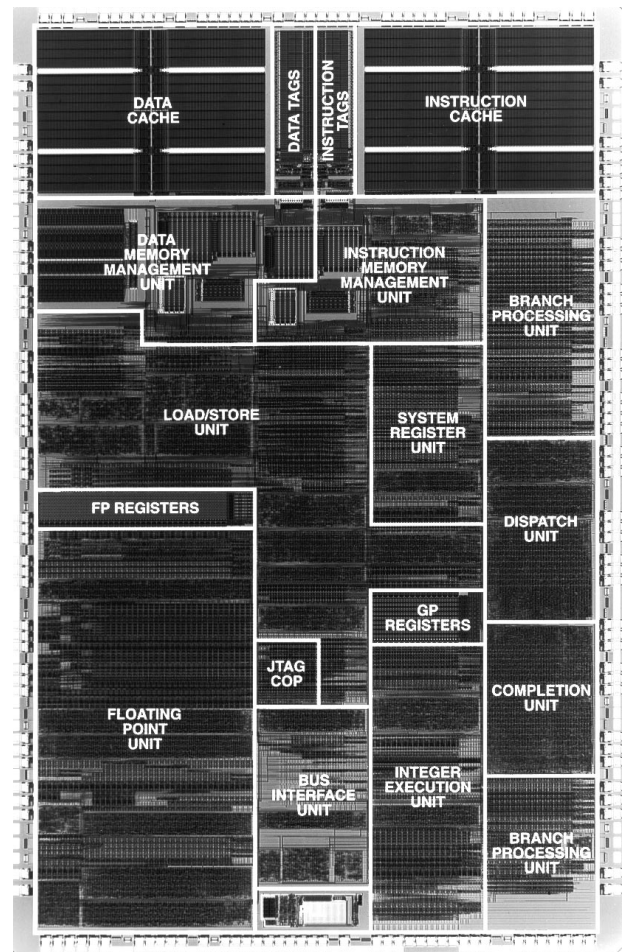 DATA
CACHE
DATA TAGS
INSTRUCTION
TAGS
INSTRUCTION
CACHE
DATA
MEMORY
MANAGEMENT
UNIT
INSTRUCTION
MEMORY
MANAGEMENT
UNIT
BRANCH
PROCESSING
UNIT
LOAD/STORE
UNIT
SYSTEM
REGISTER
UNIT
FP REGISTERS
DISPATCH
UNIT
GP
REGISTERS
JTAG
COP
COMPLETION
UNIT
FLOATING
POINT
UNIT
BUS
INTERFACE
UNIT
INTEGER
EXECUTION
UNIT
BRANCH
PROCESSING
UNIT